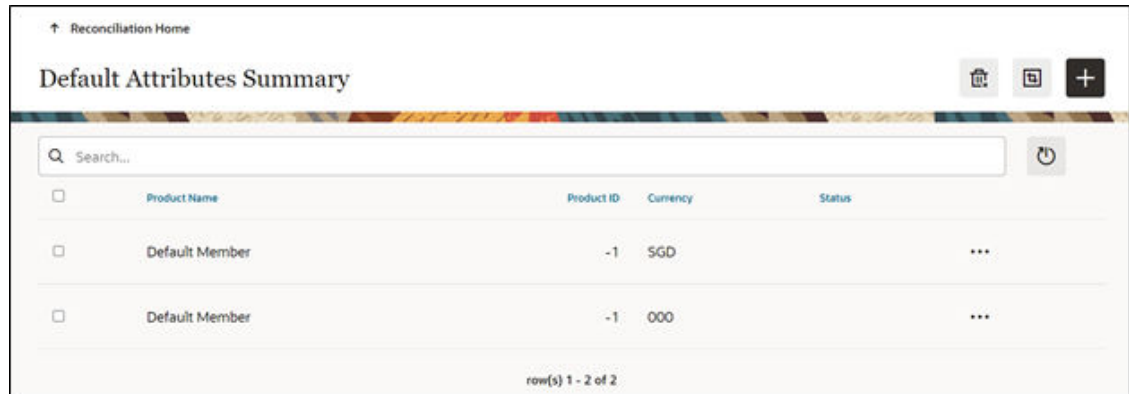 ↑ Reconciliation Home
Default Attributes Summary
Search...
Product Name Product ID Currency Status
Default Member -1 SGD ...
Default Member -1 000 ...
row(s) 1 - 2 of 2